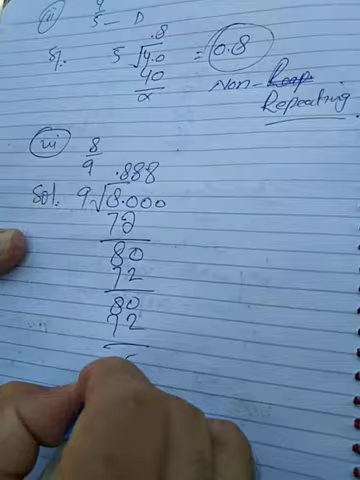 (ii) 4/5 — D
Sol. 5 √4.0 .8 = 0.8
40
x
Non-
Repeating
(iii) 8/9
.888
Sol. 9√8.000
72
80
72
80
72